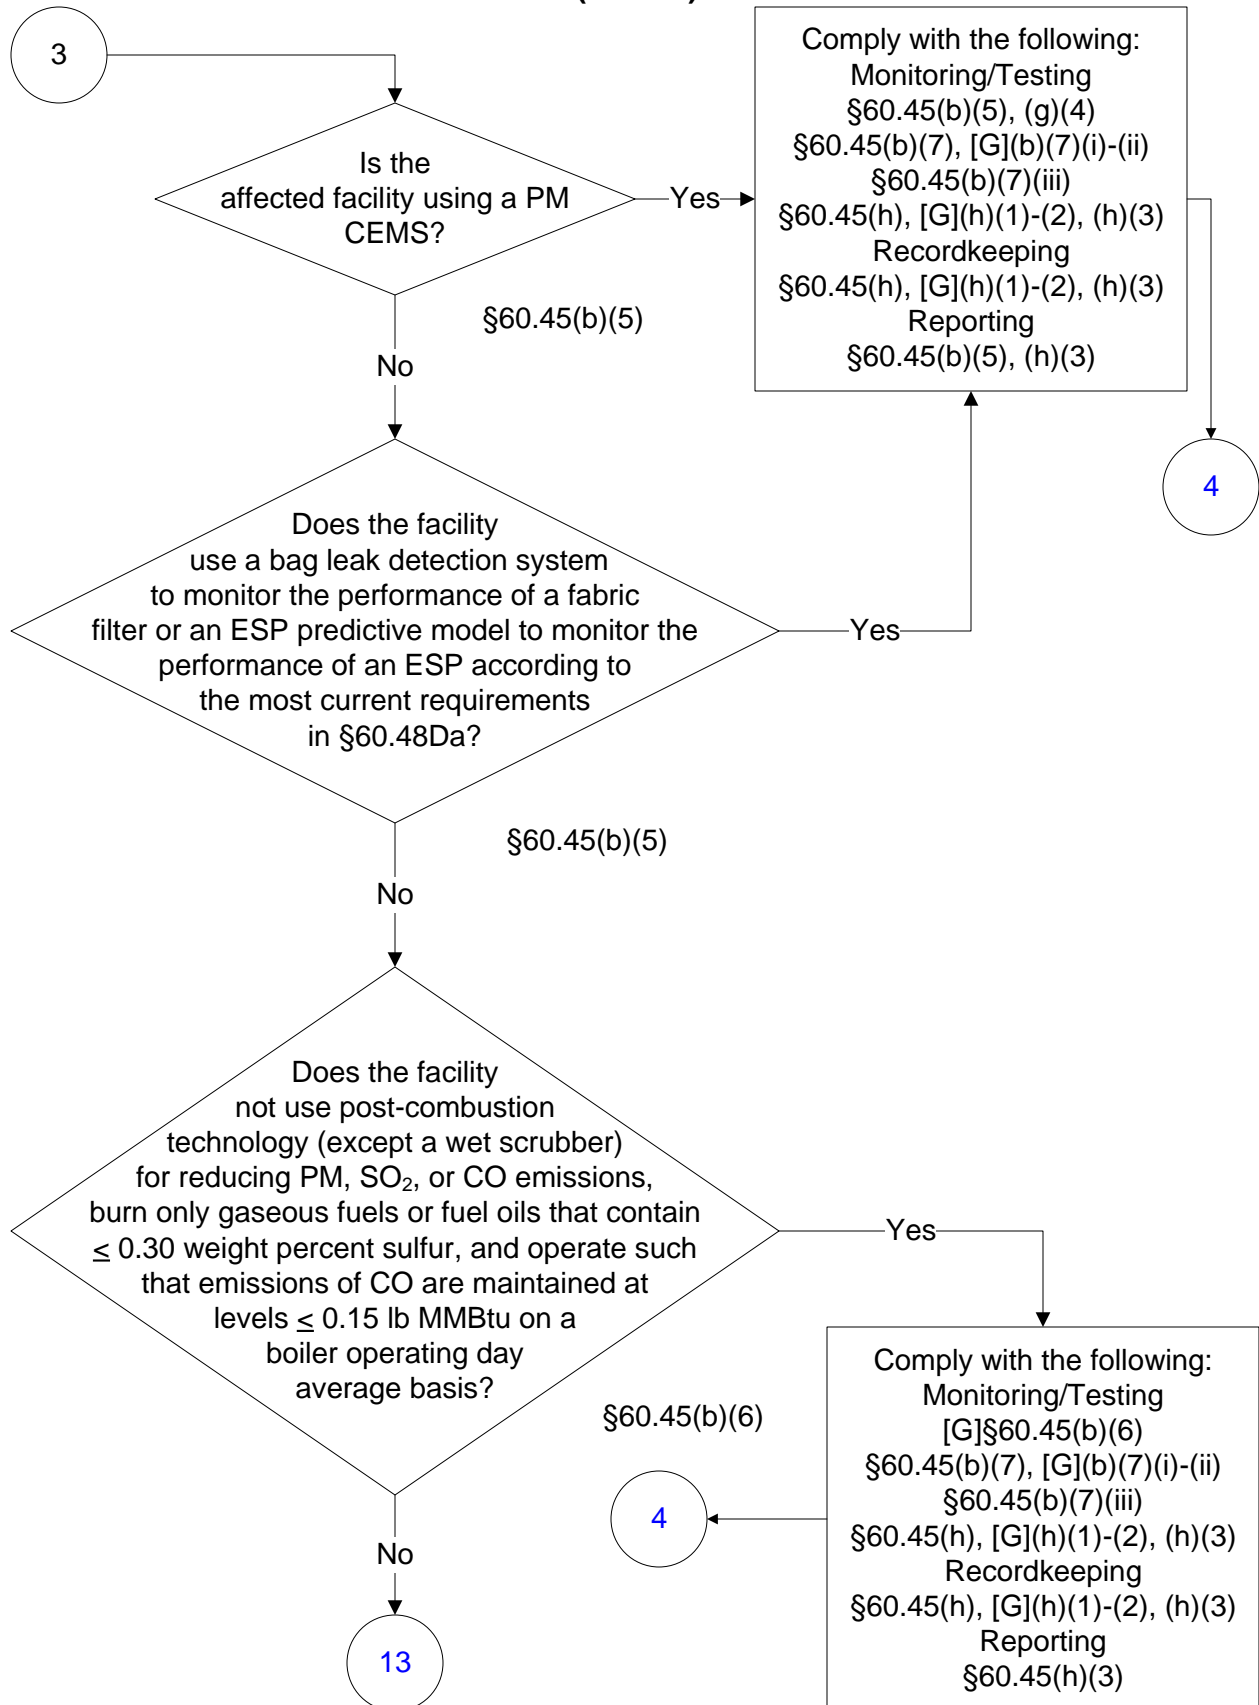 3
Is the
affected facility using a PM
CEMS?
Yes
Comply with the following:
Monitoring/Testing
§60.45(b)(5), (g)(4)
§60.45(b)(7), [G](b)(7)(i)-(ii)
§60.45(b)(7)(iii)
§60.45(h), [G](h)(1)-(2), (h)(3)
Recordkeeping
§60.45(h), [G](h)(1)-(2), (h)(3)
Reporting
§60.45(b)(5), (h)(3)
§60.45(b)(5)
No
4
Does the facility
use a bag leak detection system
to monitor the performance of a fabric
filter or an ESP predictive model to monitor the
performance of an ESP according to
the most current requirements
in §60.48Da?
Yes
§60.45(b)(5)
No
Does the facility
not use post-combustion
technology (except a wet scrubber)
for reducing PM, SO₂, or CO emissions,
burn only gaseous fuels or fuel oils that contain
≤ 0.30 weight percent sulfur, and operate such
that emissions of CO are maintained at
levels ≤ 0.15 lb MMBtu on a
boiler operating day
average basis?
Yes
§60.45(b)(6)
Comply with the following:
Monitoring/Testing
[G]§60.45(b)(6)
§60.45(b)(7), [G](b)(7)(i)-(ii)
§60.45(b)(7)(iii)
§60.45(h), [G](h)(1)-(2), (h)(3)
Recordkeeping
§60.45(h), [G](h)(1)-(2), (h)(3)
Reporting
§60.45(h)(3)
4
No
13